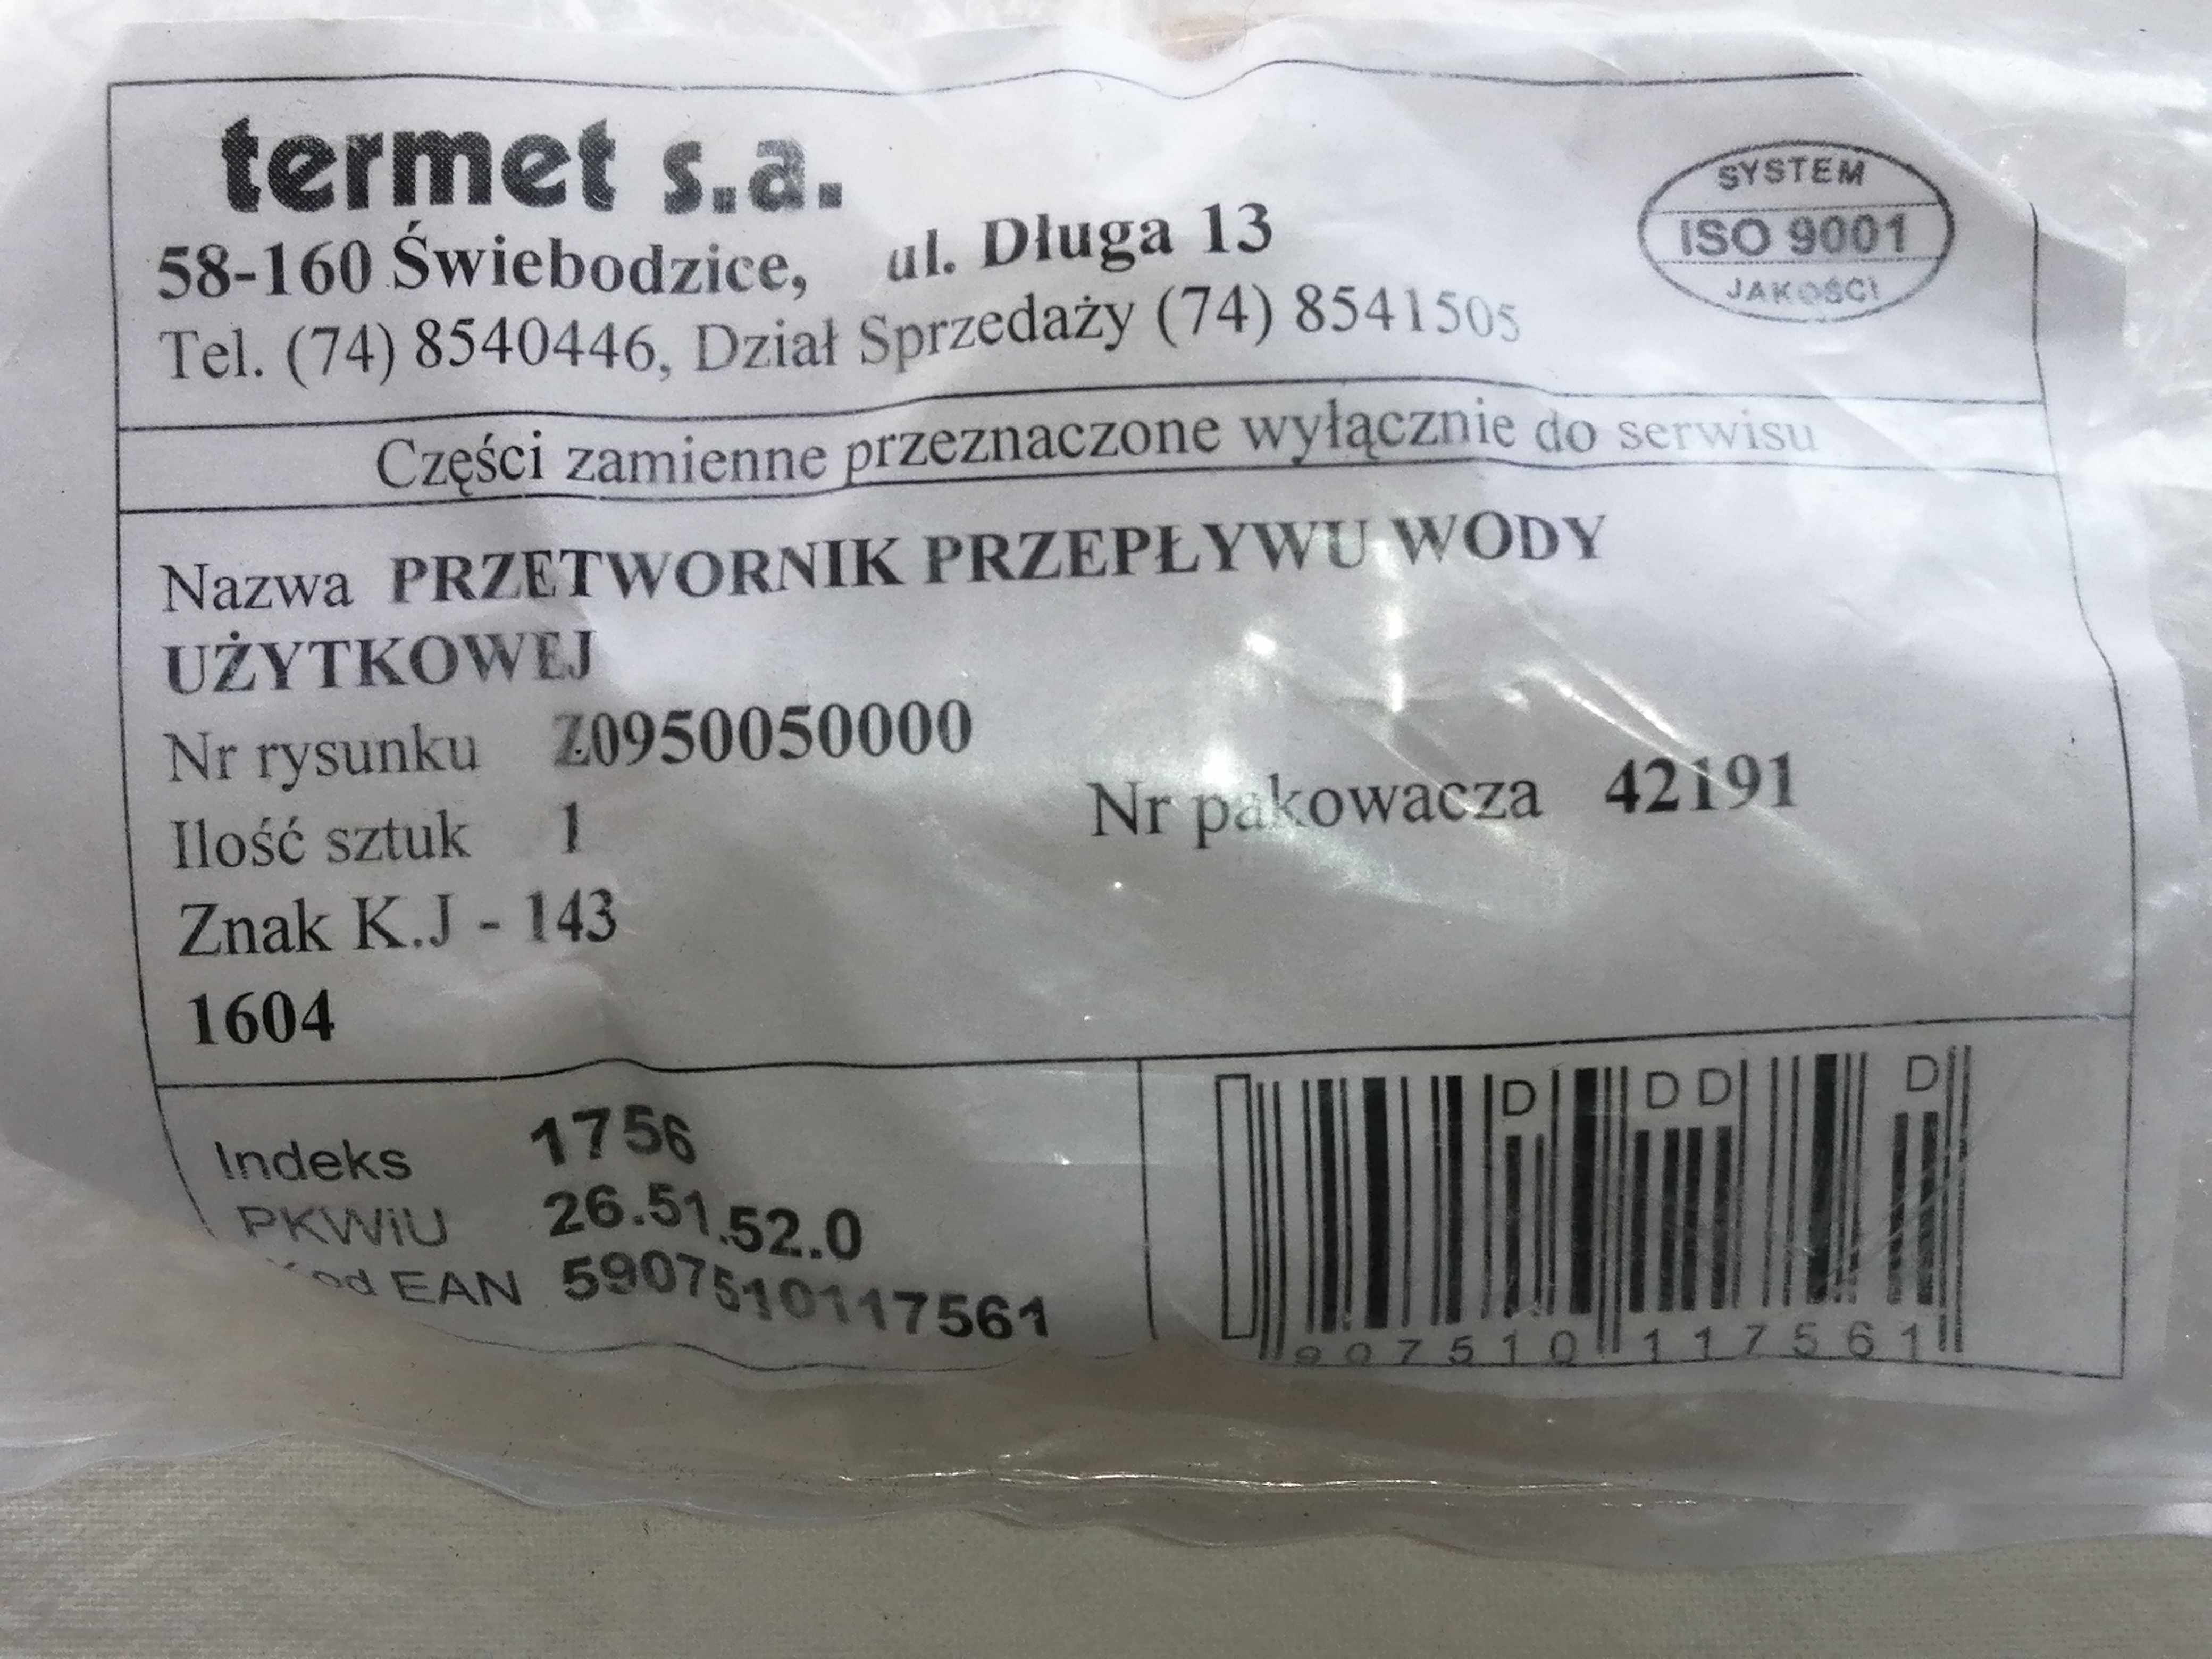 termet s.a.
58-160 Świebodzice, ul. Długa 13
Tel. (74) 8540446, Dział Sprzedaży (74) 8541505
SYSTEM
ISO 9001
JAKOŚCI
Części zamienne przeznaczone wyłącznie do serwisu
Nazwa PRZETWORNIK PRZEPŁYWU WODY
UŻYTKOWEJ
Nr rysunku Z0950050000
Ilość sztuk 1
Nr pakowacza 42191
Znak K.J - 143
1604
Indeks 1756
PKWiU 26.51.52.0
Kod EAN 5907510117561
D D D D
907510 117561